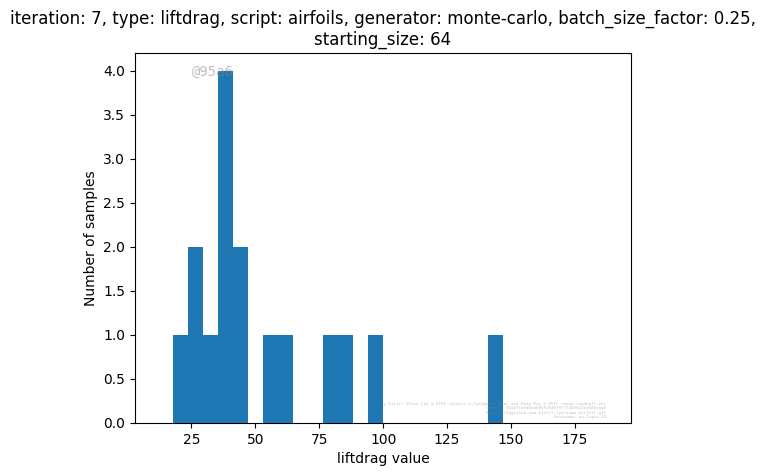 iteration: 7, type: liftdrag, script: airfoils, generator: monte-carlo, batch_size_factor: 0.25,
starting_size: 64
@95a6
4.0
3.5
3.0
2.5
2.0
1.5
1.0
0.5
0.0
Number of samples
25 50 75 100 125 150 175
liftdrag value